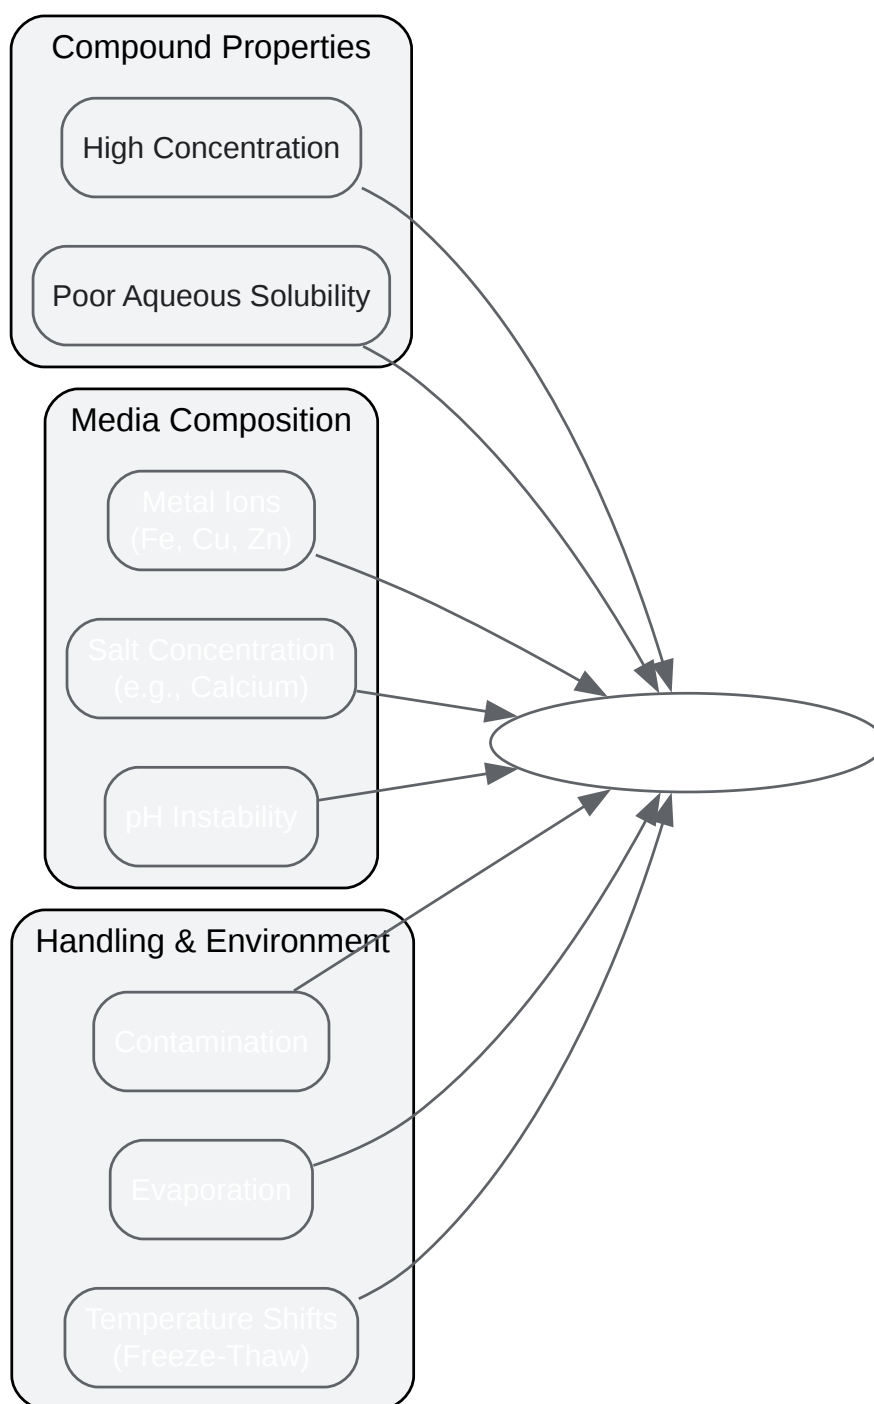 Compound Properties
High Concentration
Poor Aqueous Solubility
Media Composition
Metal Ions
(Fe, Cu, Zn)
Salt Concentration
(e.g., Calcium)
pH Instability
Handling & Environment
Contamination
Evaporation
Temperature Shifts
(Freeze-Thaw)